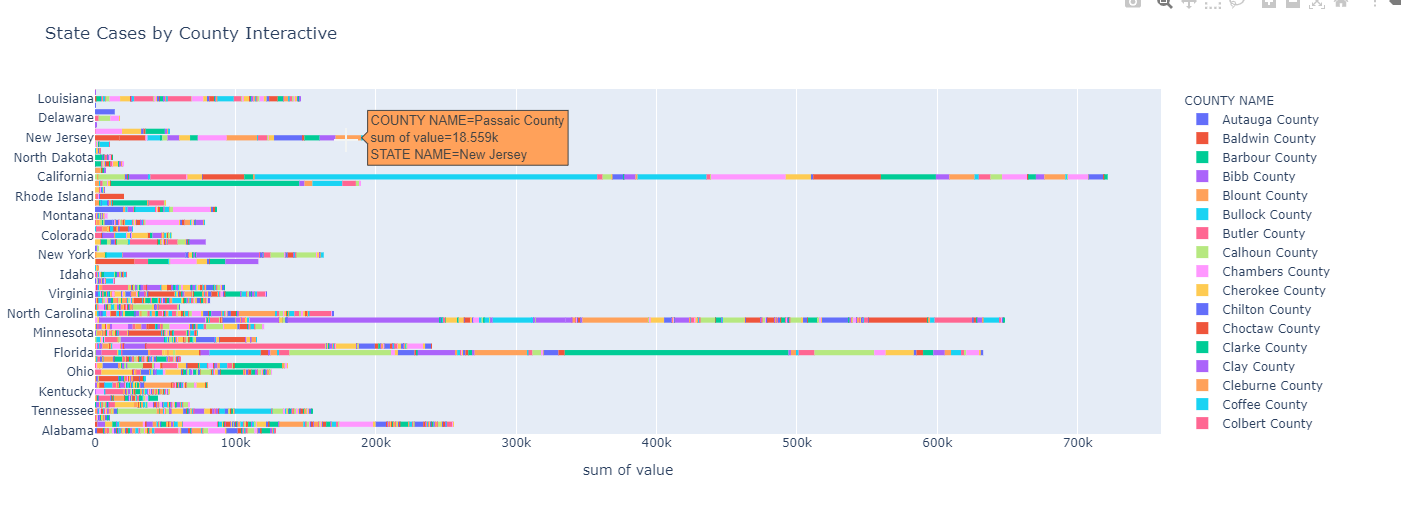 State Cases by County Interactive
Louisiana
Delaware
New Jersey
North Dakota
California
Rhode Island
Montana
Colorado
New York
Idaho
Virginia
North Carolina
Minnesota
Florida
Ohio
Kentucky
Tennessee
Alabama
COUNTY NAME=Passaic County
sum of value=18.559k
STATE NAME=New Jersey
0 100k 200k 300k 400k 500k 600k 700k
sum of value
COUNTY NAME
Autauga County
Baldwin County
Barbour County
Bibb County
Blount County
Bullock County
Butler County
Calhoun County
Chambers County
Cherokee County
Chilton County
Choctaw County
Clarke County
Clay County
Cleburne County
Coffee County
Colbert County